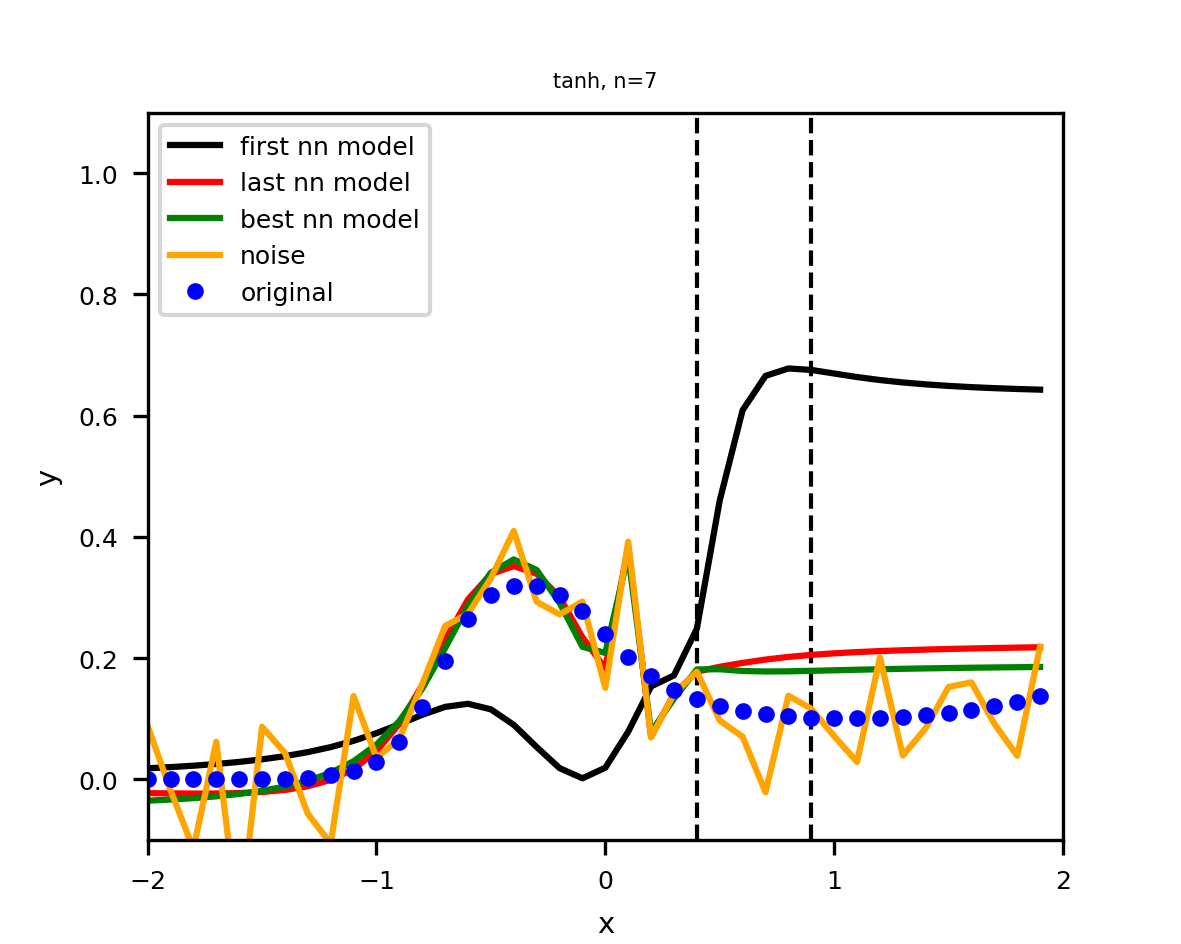 tanh, n=7
first nn model
last nn model
best nn model
noise
original
1.0
0.8
0.6
0.4
0.2
0.0
y
−2
−1
0
1
2
x